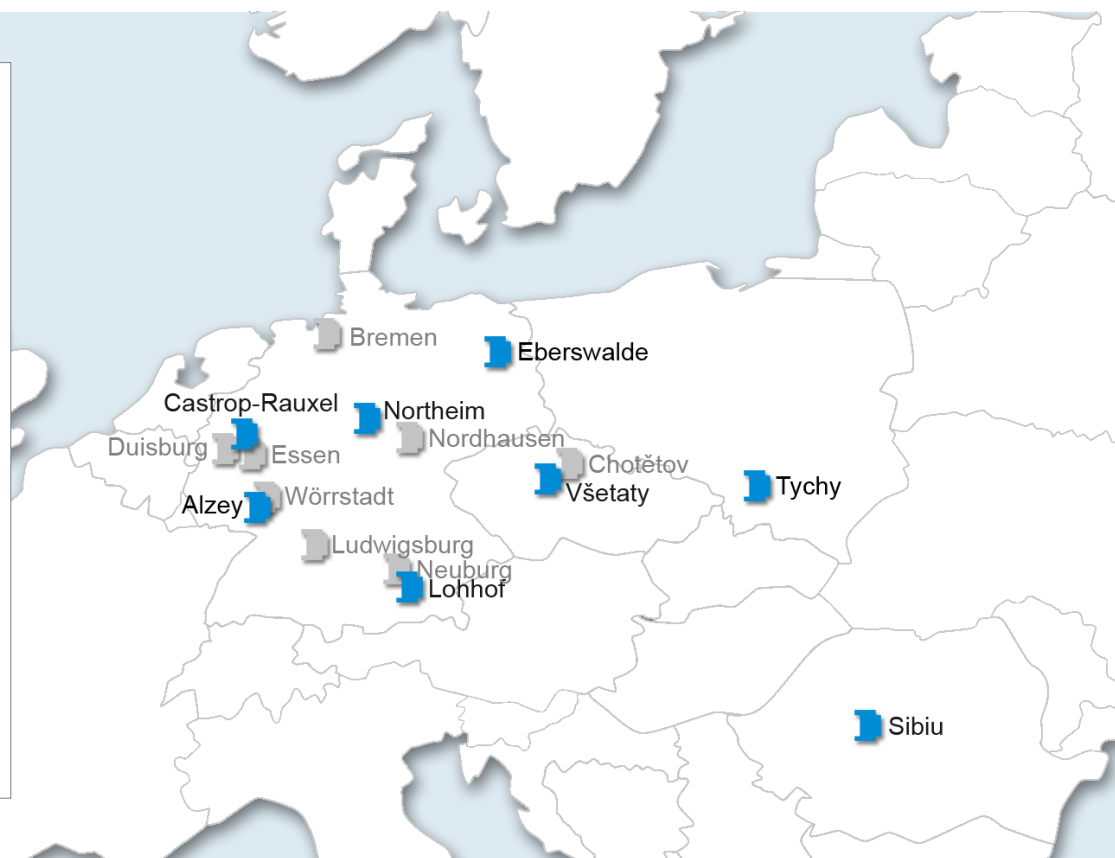 Bremen
Eberswalde
Castrop-Rauxel
Northeim
Nordhausen
Duisburg
Essen
Chotětov
Všetaty
Tychy
Wörrstadt
Alzey
Ludwigsburg
Neuburg
Lohhof
Sibiu